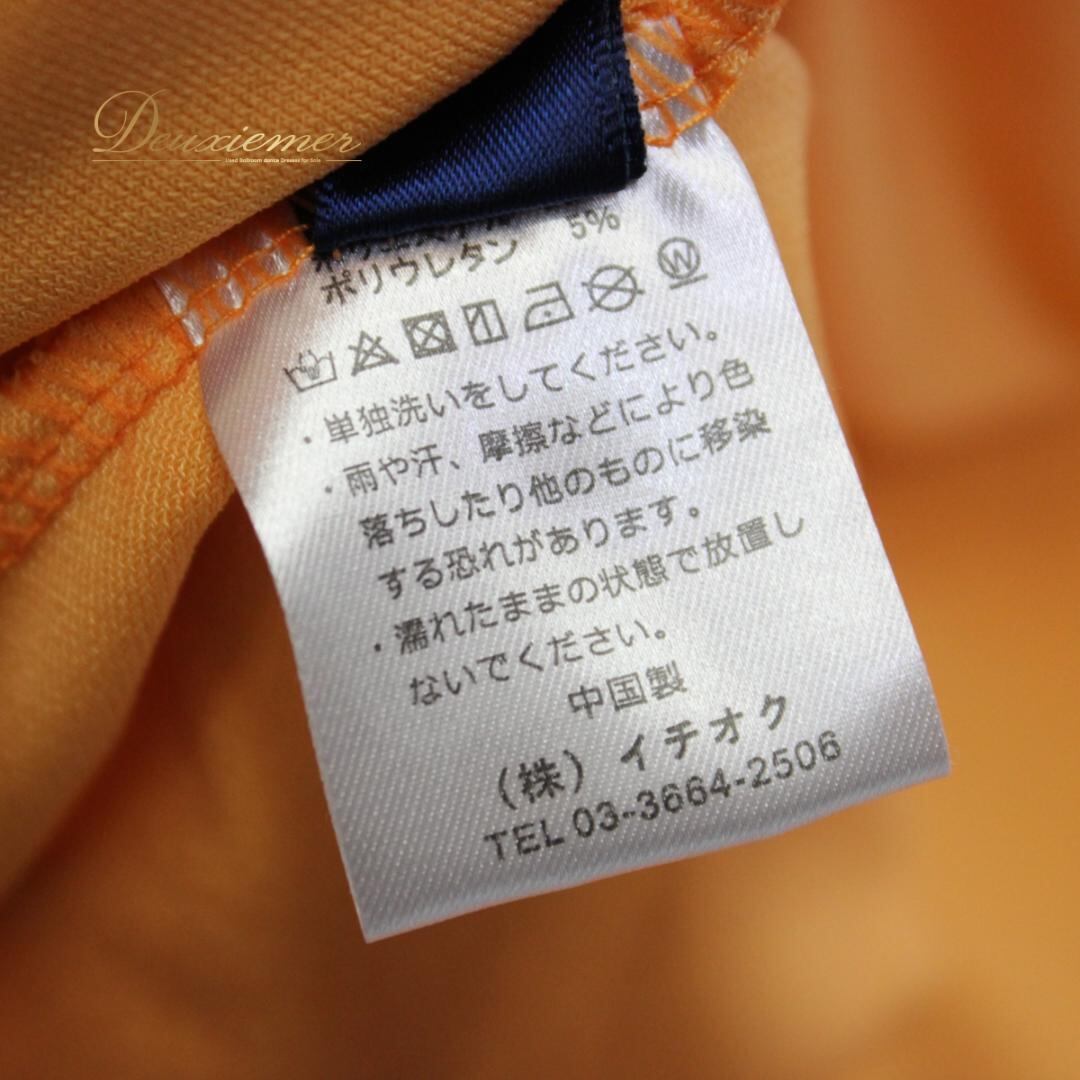 Deuxiemer
Used Ballroom dance Dresses for Sale
ポリウレタン 5%
・単独洗いをしてください。
・雨や汗、摩擦などにより色
落ちしたり他のものに移染
する恐れがあります。
・濡れたままの状態で放置し
ないでください。
中国製
(株) イチオク
TEL 03-3664-2506